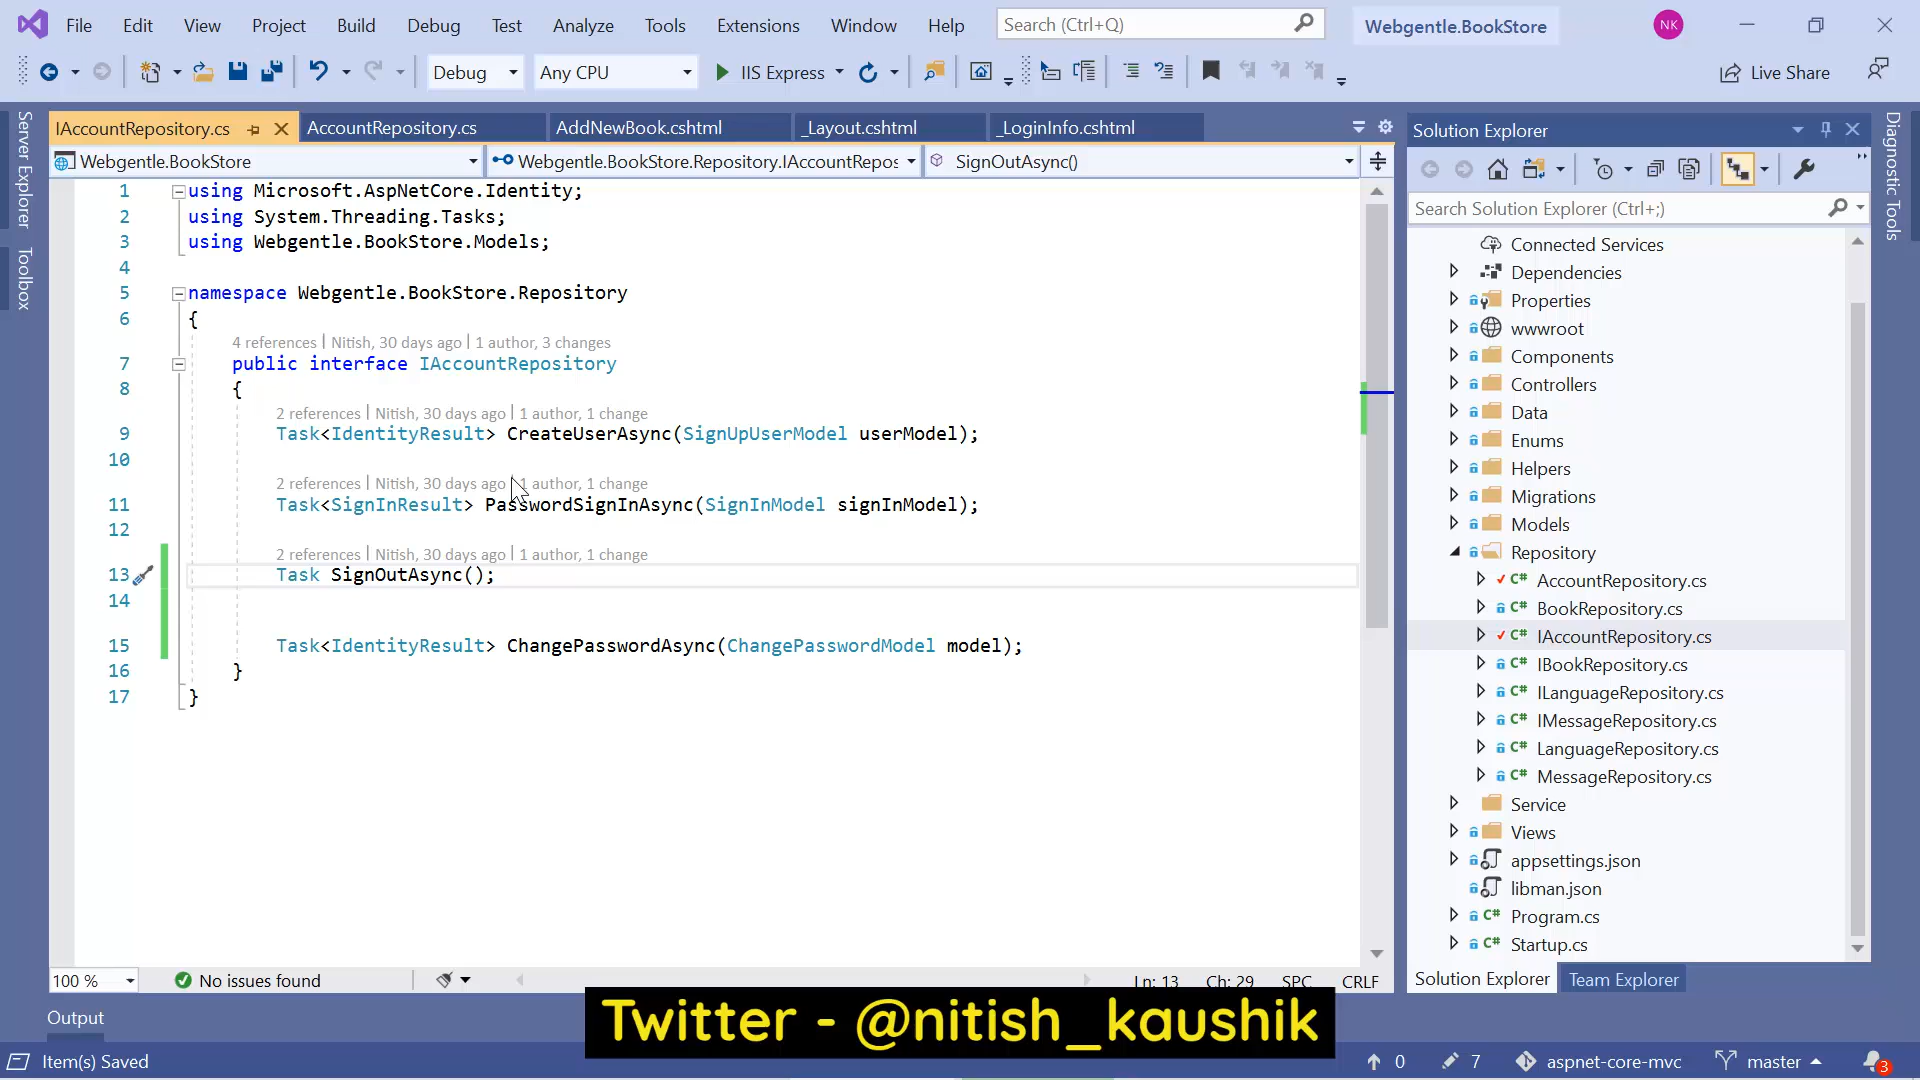 File Edit View Project Build Debug Test Analyze Tools Extensions Window Help Search (Ctrl+Q) Webgentle.BookStore NK
Debug Any CPU IIS Express Live Share
Server Explorer
Toolbox
IAccountRepository.cs AccountRepository.cs AddNewBook.cshtml _Layout.cshtml _LoginInfo.cshtml
Webgentle.BookStore Webgentle.BookStore.Repository.IAccountRepos SignOutAsync()
1 using Microsoft.AspNetCore.Identity;
2 using System.Threading.Tasks;
3 using Webgentle.BookStore.Models;
4
5 namespace Webgentle.BookStore.Repository
6 {
4 references | Nitish, 30 days ago | 1 author, 3 changes
7 public interface IAccountRepository
8 {
2 references | Nitish, 30 days ago | 1 author, 1 change
9 Task<IdentityResult> CreateUserAsync(SignUpUserModel userModel);
10
2 references | Nitish, 30 days ago | 1 author, 1 change
11 Task<SignInResult> PasswordSignInAsync(SignInModel signInModel);
12
2 references | Nitish, 30 days ago | 1 author, 1 change
13 Task SignOutAsync();
14
15 Task<IdentityResult> ChangePasswordAsync(ChangePasswordModel model);
16 }
17 }
100 % No issues found Ln: 13 Ch: 29 SPC CRLF
Solution Explorer
Search Solution Explorer (Ctrl+;)
Connected Services
Dependencies
Properties
wwwroot
Components
Controllers
Data
Enums
Helpers
Migrations
Models
Repository
C# AccountRepository.cs
C# BookRepository.cs
C# IAccountRepository.cs
C# IBookRepository.cs
C# ILanguageRepository.cs
C# IMessageRepository.cs
C# LanguageRepository.cs
C# MessageRepository.cs
Service
Views
appsettings.json
libman.json
C# Program.cs
C# Startup.cs
Solution Explorer Team Explorer
Diagnostic Tools
Output
Twitter - @nitish_kaushik
Item(s) Saved 0 7 aspnet-core-mvc master 3